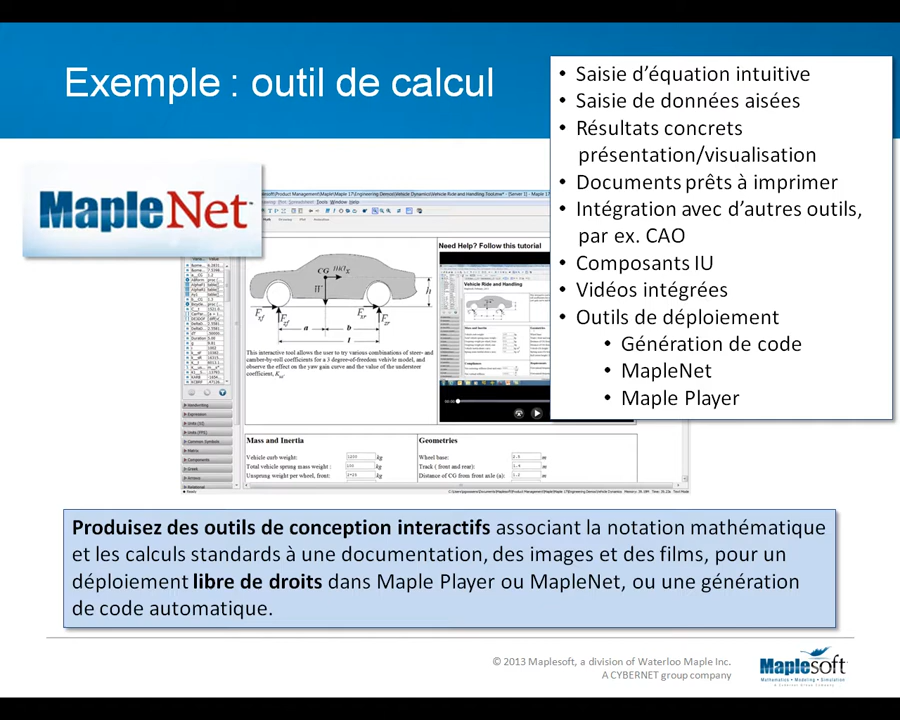 Exemple : outil de calcul
• Saisie d'équation intuitive
• Saisie de données aisées
• Résultats concrets
présentation/visualisation
• Documents prêts à imprimer
• Intégration avec d'autres outils,
par ex. CAO
• Composants IU
• Vidéos intégrées
• Outils de déploiement
• Génération de code
• MapleNet
• Maple Player
MapleNet
Need Help? Follow this tutorial
Vehicle Ride and Handling
CG
h
a
b
l
This interactive tool allows the user to try various combinations of steer- and
camber-by-roll coefficients for a 3 degree-of-freedom vehicle model, and
observe the effect on the yaw gain curve and the value of the understeer
coefficient,
Mass and Inertia
Geometries
Vehicle curb weight:
kg
Wheel base:
m
Total vehicle sprung mass weight :
kg
Track ( front and rear):
m
Unsprung weight per wheel, front:
kg
Distance of CG from front axle (a):
m
Produisez des outils de conception interactifs associant la notation mathématique
et les calculs standards à une documentation, des images et des films, pour un
déploiement libre de droits dans Maple Player ou MapleNet, ou une génération
de code automatique.
© 2013 Maplesoft, a division of Waterloo Maple Inc.
A CYBERNET group company
Maplesoft
Mathematics • Modeling • Simulation